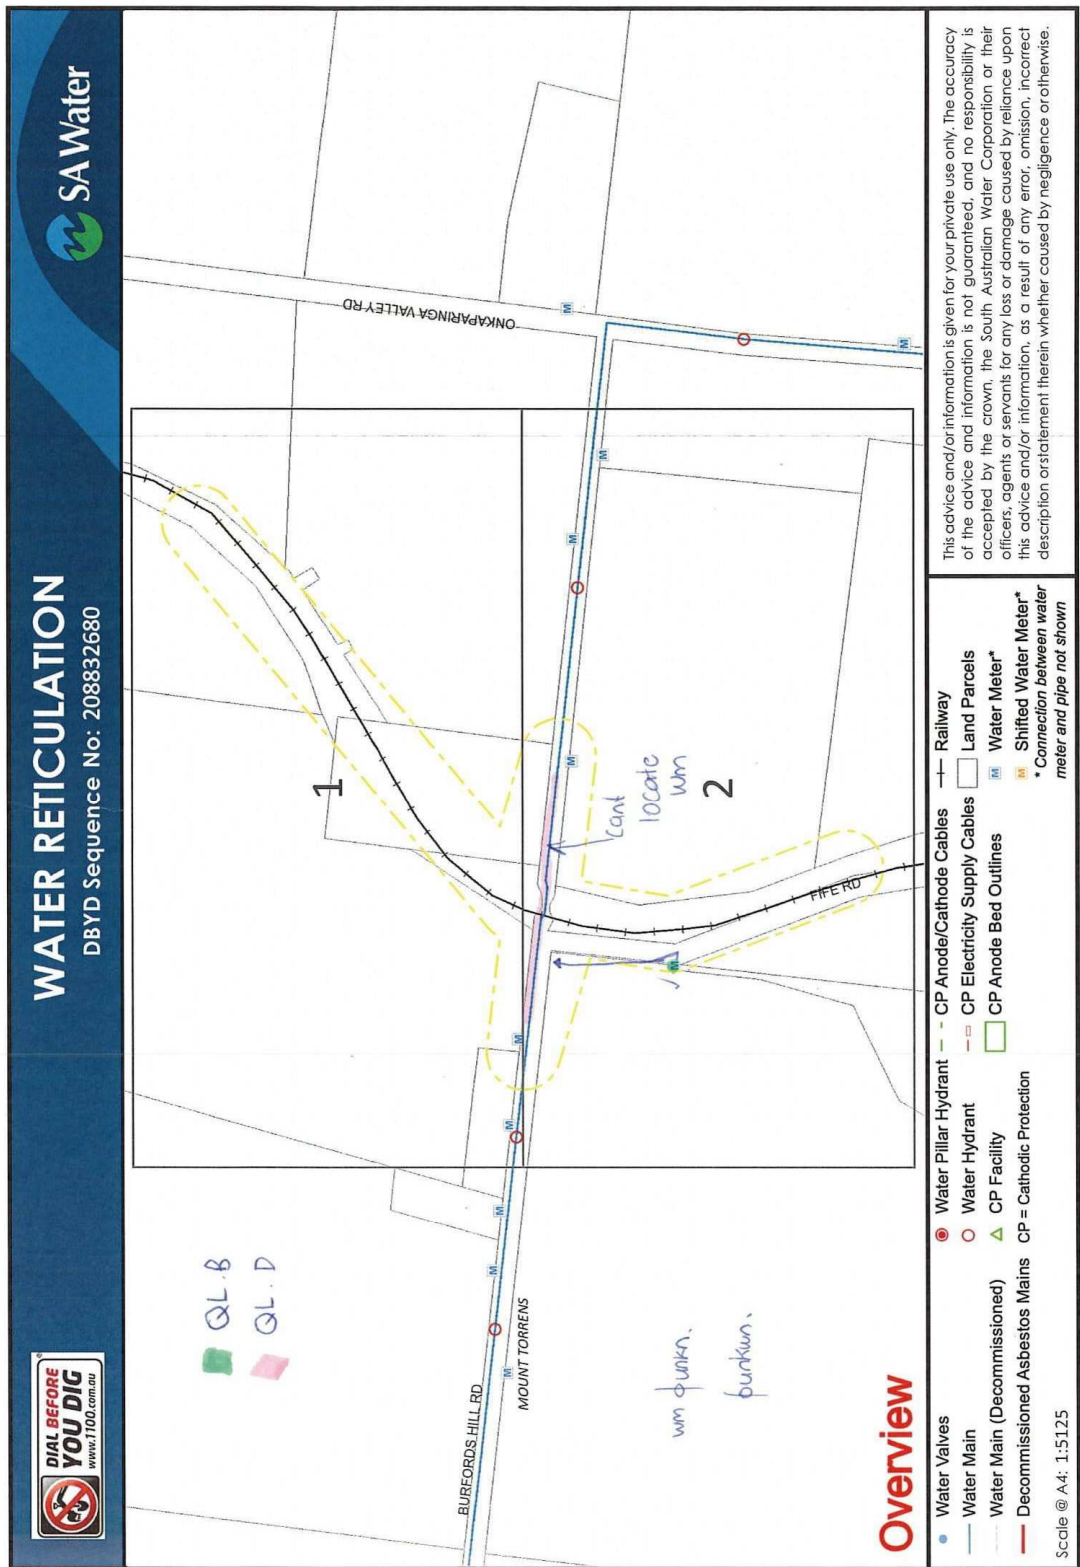 DIAL BEFORE
YOU DIG
www.1100.com.au
WATER RETICULATION
DBYD Sequence No: 208832680
SA Water
QL.B
QL.D
1
2
ONKAPARINGA VALLEY RD
BURFORDS HILL RD
MOUNT TORRENS
FIFE RD
M
M
M
M
M
M
M
M
M
M
M
cant
locate
wm
wm
Overview
Water Valves
Water Main
Water Main (Decommissioned)
Decommissioned Asbestos Mains
Scale @ A4: 1:5125
Water Pillar Hydrant
Water Hydrant
CP Facility
CP = Cathodic Protection
CP Anode/Cathode Cables
CP Electricity Supply Cables
CP Anode Bed Outlines
Railway
Land Parcels
M Water Meter*
M Shifted Water Meter*
* Connection between water
meter and pipe not shown
This advice and/or information is given for your private use only. The accuracy
of the advice and information is not guaranteed, and no responsibility is
accepted by the crown, the South Australian Water Corporation or their
officers, agents or servants for any loss or damage caused by reliance upon
this advice and/or information, as a result of any error, omission, incorrect
description or statement therein whether caused by negligence or otherwise.